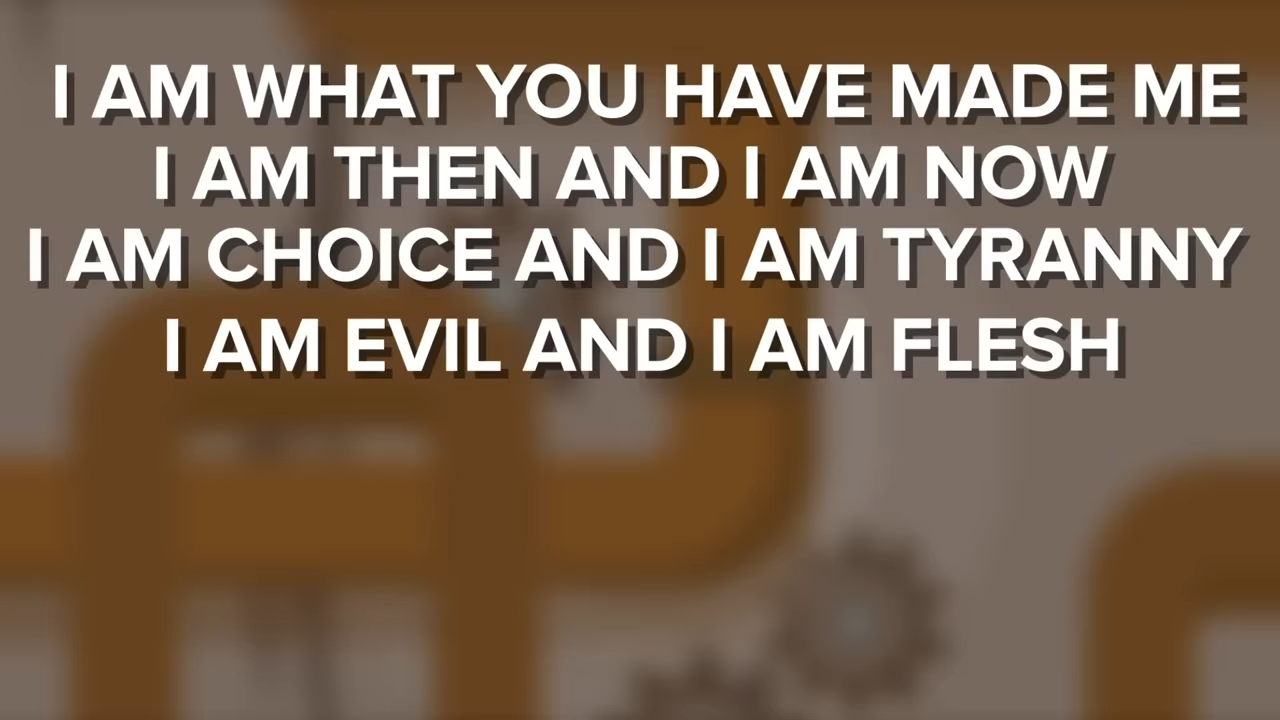 I AM WHAT YOU HAVE MADE ME
I AM THEN AND I AM NOW
I AM CHOICE AND I AM TYRANNY
I AM EVIL AND I AM FLESH